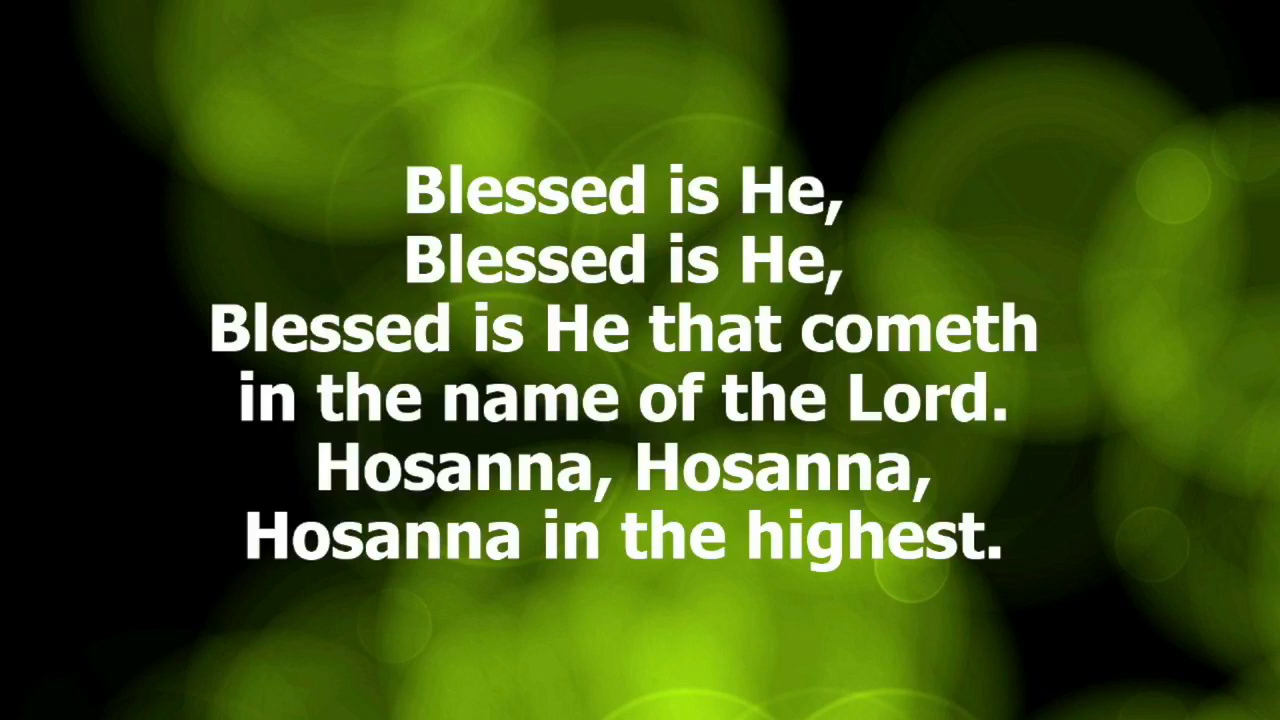 Blessed is He,
Blessed is He,
Blessed is He that cometh
in the name of the Lord.
Hosanna, Hosanna,
Hosanna in the highest.